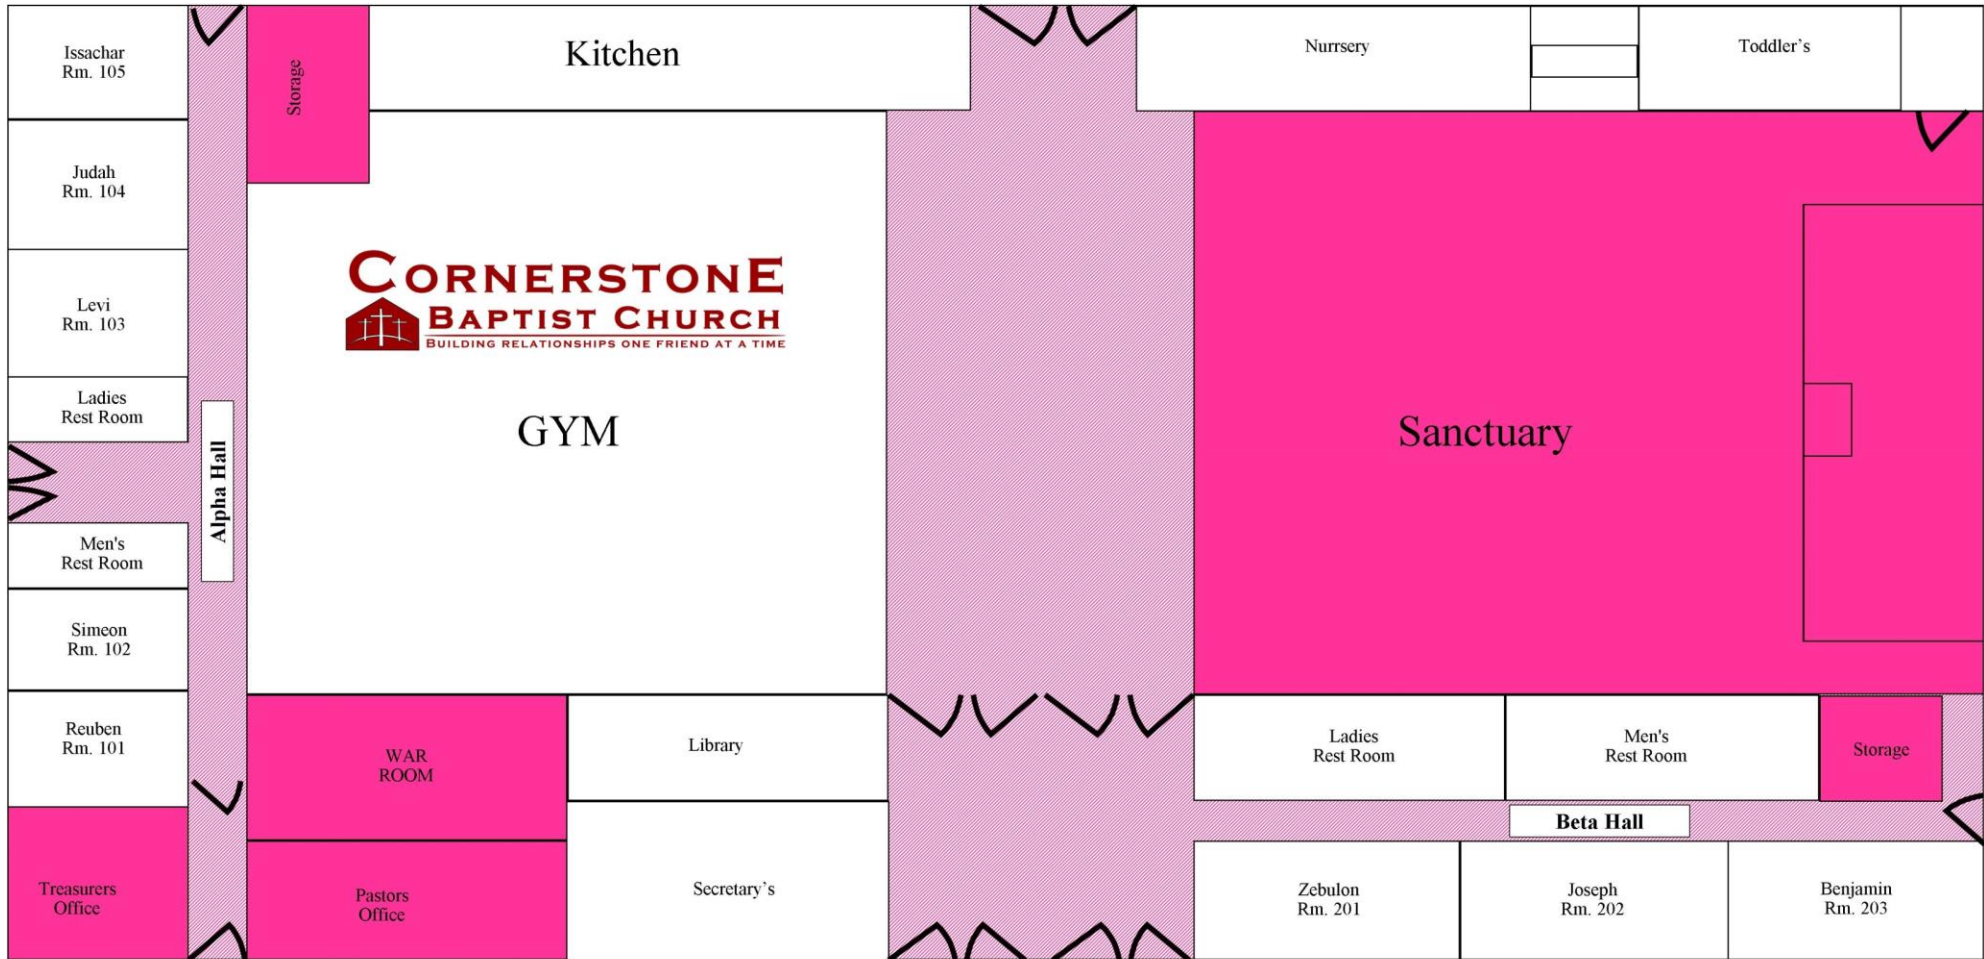 Issachar
Rm. 105
Storage
Kitchen
Nurrsery
Toddler's
Judah
Rm. 104
Levi
Rm. 103
CORNERSTONE
BAPTIST CHURCH
BUILDING RELATIONSHIPS ONE FRIEND AT A TIME
Ladies
Rest Room
Alpha Hall
GYM
Sanctuary
Men's
Rest Room
Simeon
Rm. 102
Reuben
Rm. 101
WAR
ROOM
Library
Ladies
Rest Room
Men's
Rest Room
Storage
Beta Hall
Treasurers
Office
Pastors
Office
Secretary's
Zebulon
Rm. 201
Joseph
Rm. 202
Benjamin
Rm. 203